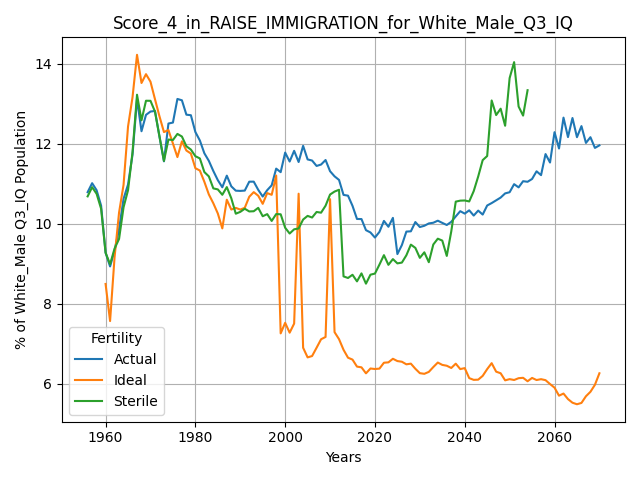 Score_4_in_RAISE_IMMIGRATION_for_White_Male_Q3_IQ
% of White_Male Q3_IQ Population
14
12
10
8
6
Fertility
Actual
Ideal
Sterile
1960
1980
2000
2020
2040
2060
Years